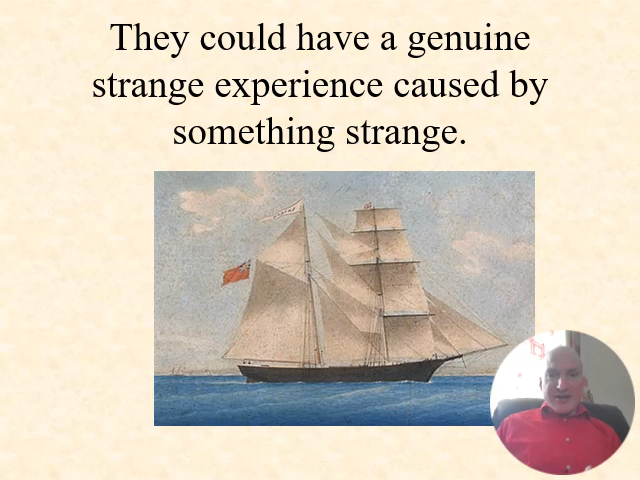 They could have a genuine
strange experience caused by
something strange.